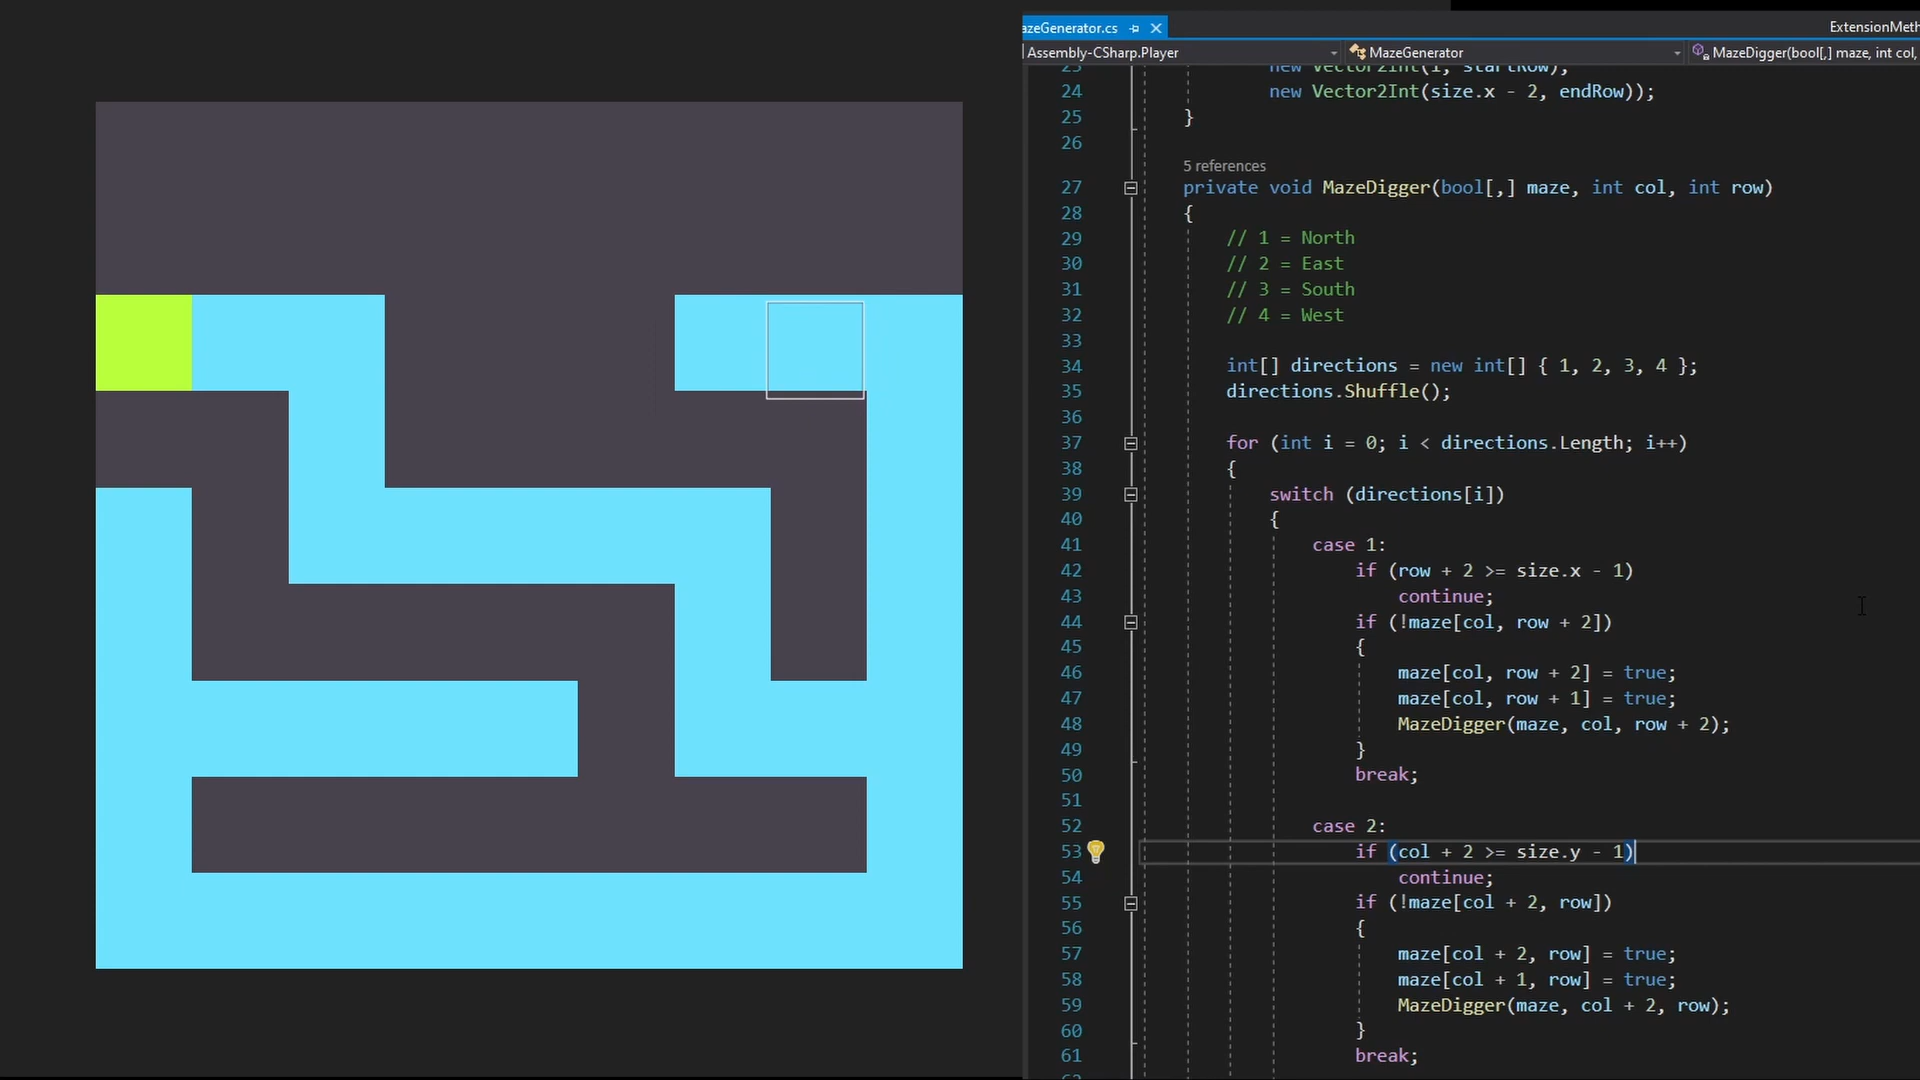 azeGenerator.cs
ExtensionMeth
Assembly-CSharp.Player
MazeGenerator
MazeDigger(bool[,] maze, int col,
23 new Vector2Int(1, startRow),
24 new Vector2Int(size.x - 2, endRow));
25 }
26
5 references
27 private void MazeDigger(bool[,] maze, int col, int row)
28 {
29 // 1 = North
30 // 2 = East
31 // 3 = South
32 // 4 = West
33
34 int[] directions = new int[] { 1, 2, 3, 4 };
35 directions.Shuffle();
36
37 for (int i = 0; i < directions.Length; i++)
38 {
39 switch (directions[i])
40 {
41 case 1:
42 if (row + 2 >= size.x - 1)
43 continue;
44 if (!maze[col, row + 2])
45 {
46 maze[col, row + 2] = true;
47 maze[col, row + 1] = true;
48 MazeDigger(maze, col, row + 2);
49 }
50 break;
51
52 case 2:
53 if (col + 2 >= size.y - 1)
54 continue;
55 if (!maze[col + 2, row])
56 {
57 maze[col + 2, row] = true;
58 maze[col + 1, row] = true;
59 MazeDigger(maze, col + 2, row);
60 }
61 break;